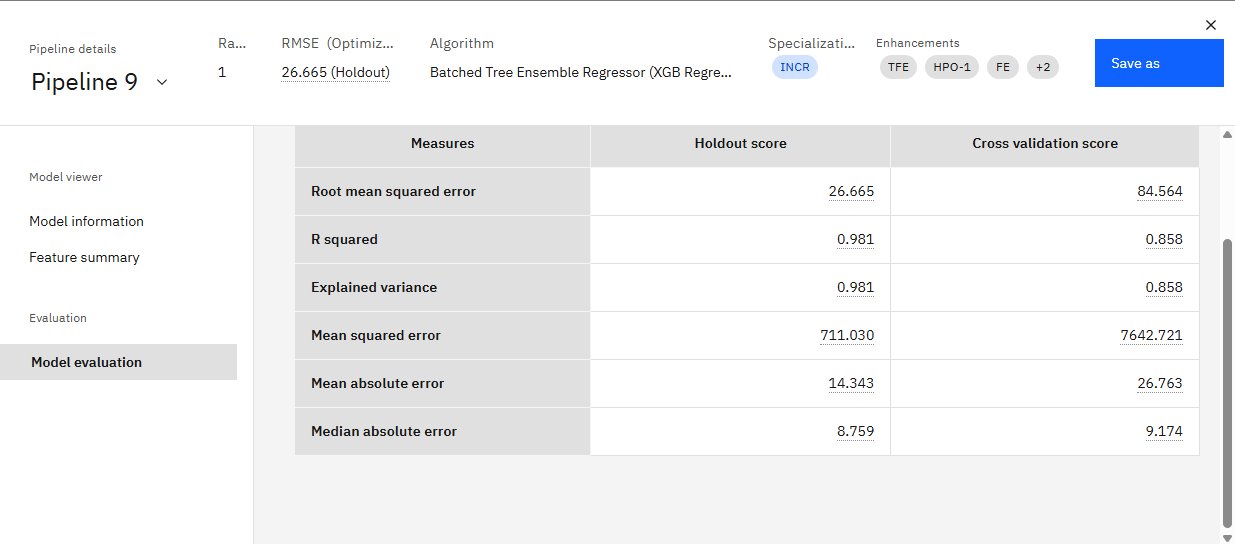 Pipeline details
Pipeline 9
Ra...
1
RMSE (Optimiz...
26.665 (Holdout)
Algorithm
Batched Tree Ensemble Regressor (XGB Regre...
Specializati...
INCR
Enhancements
TFE HPO-1 FE +2
Save as
Model viewer
Model information
Feature summary
Evaluation
Model evaluation
Measures Holdout score Cross validation score
Root mean squared error 26.665 84.564
R squared 0.981 0.858
Explained variance 0.981 0.858
Mean squared error 711.030 7642.721
Mean absolute error 14.343 26.763
Median absolute error 8.759 9.174